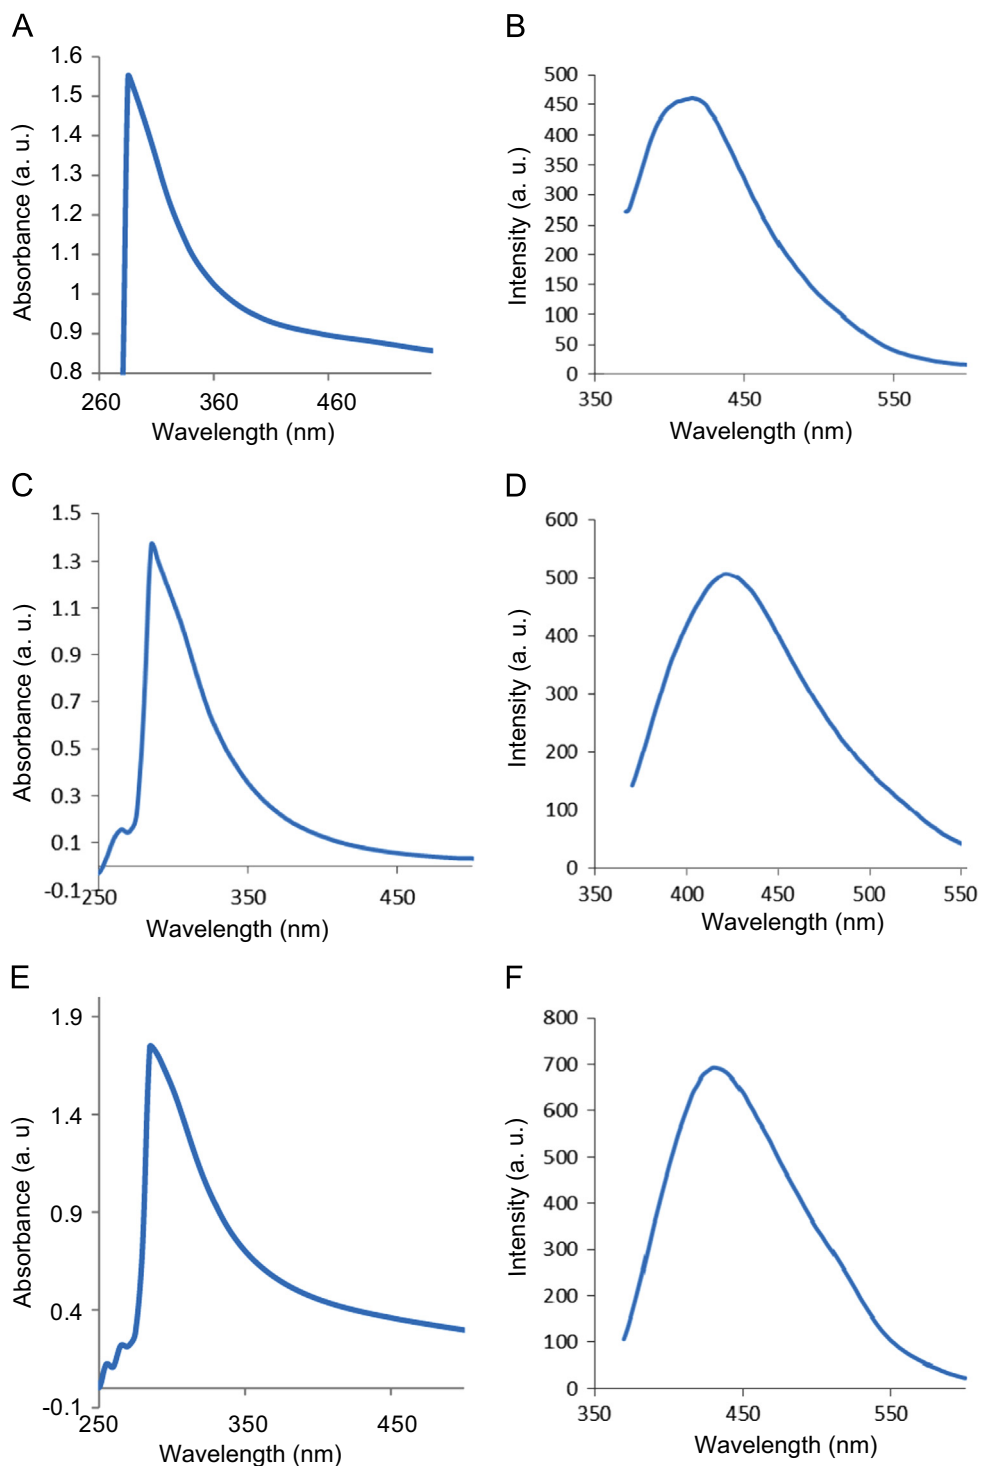 A
Absorbance (a. u.)
1.6
1.5
1.4
1.3
1.2
1.1
1
0.9
0.8
260 360 460
Wavelength (nm)
B
Intensity (a. u.)
500
450
400
350
300
250
200
150
100
50
0
350 450 550
Wavelength (nm)
C
Absorbance (a. u.)
1.5
1.3
1.1
0.9
0.7
0.5
0.3
0.1
-0.1
250 350 450
Wavelength (nm)
D
Intensity (a. u.)
600
500
400
300
200
100
0
350 400 450 500 550
Wavelength (nm)
E
Absorbance (a. u)
1.9
1.4
0.9
0.4
-0.1
250 350 450
Wavelength (nm)
F
Intensity (a. u.)
800
700
600
500
400
300
200
100
0
350 450 550
Wavelength (nm)